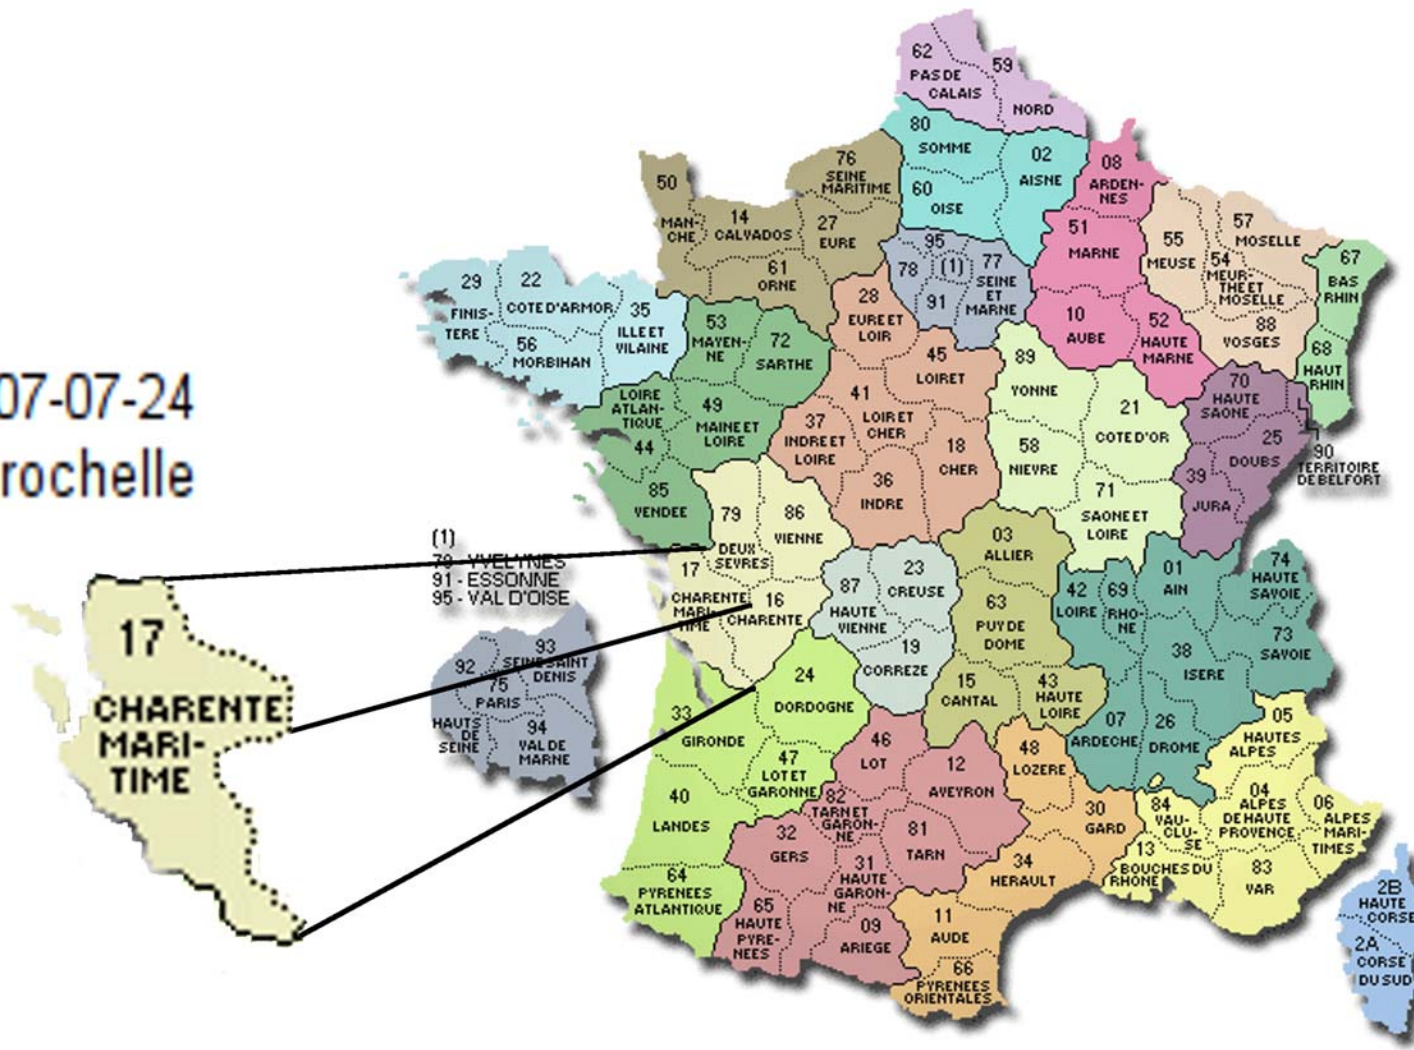 07-07-24
rochelle
17
CHARENTE
MARI-
TIME
(1)
79 - YVELYNES
91 - ESSONNE
95 - VAL D'OISE
92
HAUTS
DE
SEINE
93
SEINE SAINT
DENIS
75
PARIS
94
VAL DE
MARNE
62
PAS DE
CALAIS
59
NORD
80
SOMME
02
AISNE
60
OISE
76
SEINE
MARITIME
27
EURE
50
MAN-
CHE
14
CALVADOS
61
ORNE
08
ARDEN-
NES
51
MARNE
10
AUBE
52
HAUTE
MARNE
55
MEUSE
54
MEUR-
THE ET
MOSELLE
57
MOSELLE
88
VOSGES
67
BAS
RHIN
68
HAUT
RHIN
95
78
(1)
91
77
SEINE
ET
MARNE
29
FINIS-
TERE
22
COTE D'ARMOR
56
MORBIHAN
35
ILLE ET
VILAINE
53
MAYEN-
NE
72
SARTHE
LOIRE
ATLAN-
TIQUE
44
49
MAINE ET
LOIRE
85
VENDEE
28
EURE ET
LOIR
45
LOIRET
41
LOIR ET
CHER
37
INDRE ET
LOIRE
18
CHER
36
INDRE
89
YONNE
21
COTE D'OR
58
NIEVRE
71
SAONE ET
LOIRE
70
HAUTE
SAONE
25
DOUBS
39
JURA
90
TERRITOIRE
DE BELFORT
79
DEUX
SEVRES
86
VIENNE
17
CHARENTE
MARI-
TIME
16
CHARENTE
87
HAUTE
VIENNE
23
CREUSE
19
CORREZE
03
ALLIER
63
PUY DE
DOME
15
CANTAL
43
HAUTE
LOIRE
42
LOIRE
69
RHO-
NE
01
AIN
74
HAUTE
SAVOIE
73
SAVOIE
38
ISERE
07
ARDECHE
26
DROME
24
DORDOGNE
33
GIRONDE
47
LOT ET
GARONNE
40
LANDES
64
PYRENEES
ATLANTIQUE
46
LOT
12
AVEYRON
82
TARN ET
GARON-
NE
32
GERS
81
TARN
31
HAUTE
GARON-
NE
65
HAUTE
PYRE-
NEES
09
ARIEGE
48
LOZERE
30
GARD
34
HERAULT
11
AUDE
66
PYRENEES
ORIENTALES
05
HAUTES
ALPES
04
ALPES
DE HAUTE
PROVENCE
06
ALPES
MARI-
TIMES
84
VAU-
CLU-
SE
13
BOUCHES DU
RHONE
83
VAR
2B
HAUTE
CORSE
2A
CORSE
DU SUD